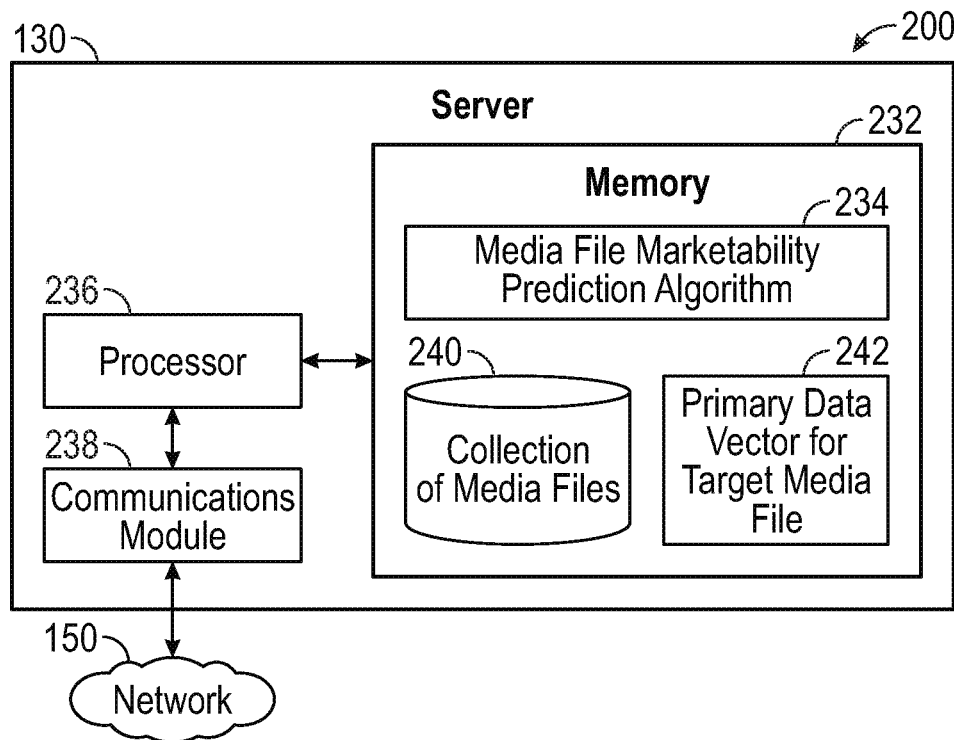 130
200
Server
232
Memory
234
Media File Marketability
Prediction Algorithm
236
Processor
240
Collection
of Media Files
242
Primary Data
Vector for
Target Media
File
238
Communications
Module
150
Network